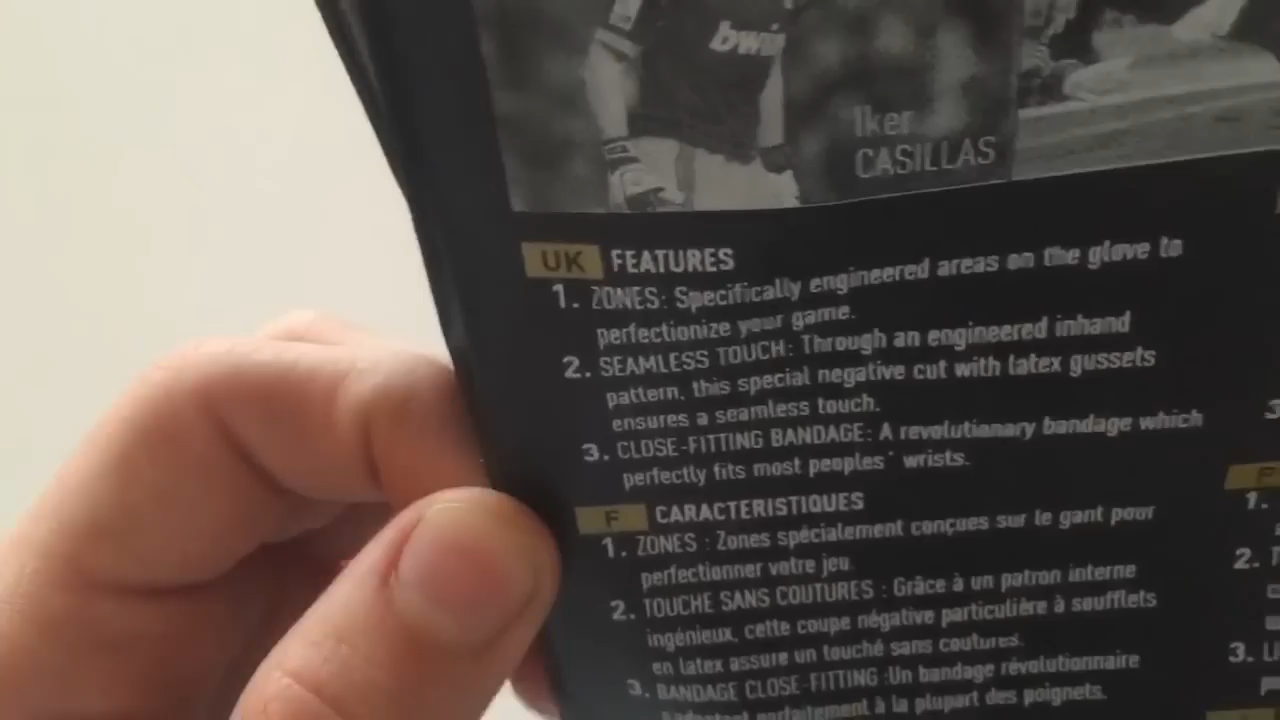 bwin
Iker
CASILLAS
UK FEATURES
1. ZONES: Specifically engineered areas on the glove to
perfectionize your game.
2. SEAMLESS TOUCH: Through an engineered inhand
pattern, this special negative cut with latex gussets
ensures a seamless touch.
3. CLOSE-FITTING BANDAGE: A revolutionary bandage which
perfectly fits most peoples' wrists.
F CARACTERISTIQUES
1. ZONES : Zones spécialement conçues sur le gant pour
perfectionner votre jeu.
2. TOUCHE SANS COUTURES : Grâce à un patron interne
ingénieux, cette coupe négative particulière à soufflets
en latex assure un touché sans coutures.
3. BANDAGE CLOSE-FITTING :Un bandage révolutionnaire
parfaitement à la plupart des poignets.
1.
2.
3.